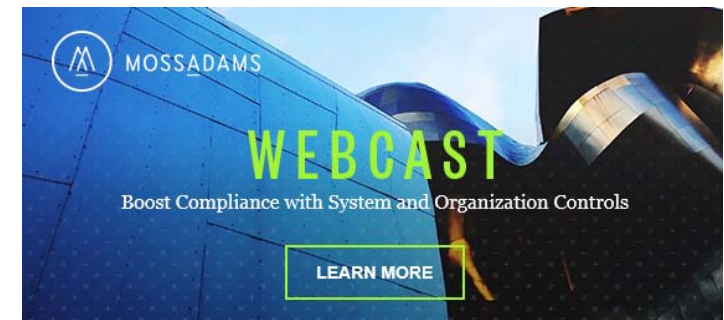 MOSSADAMS
WEBCAST
Boost Compliance with System and Organization Controls
LEARN MORE